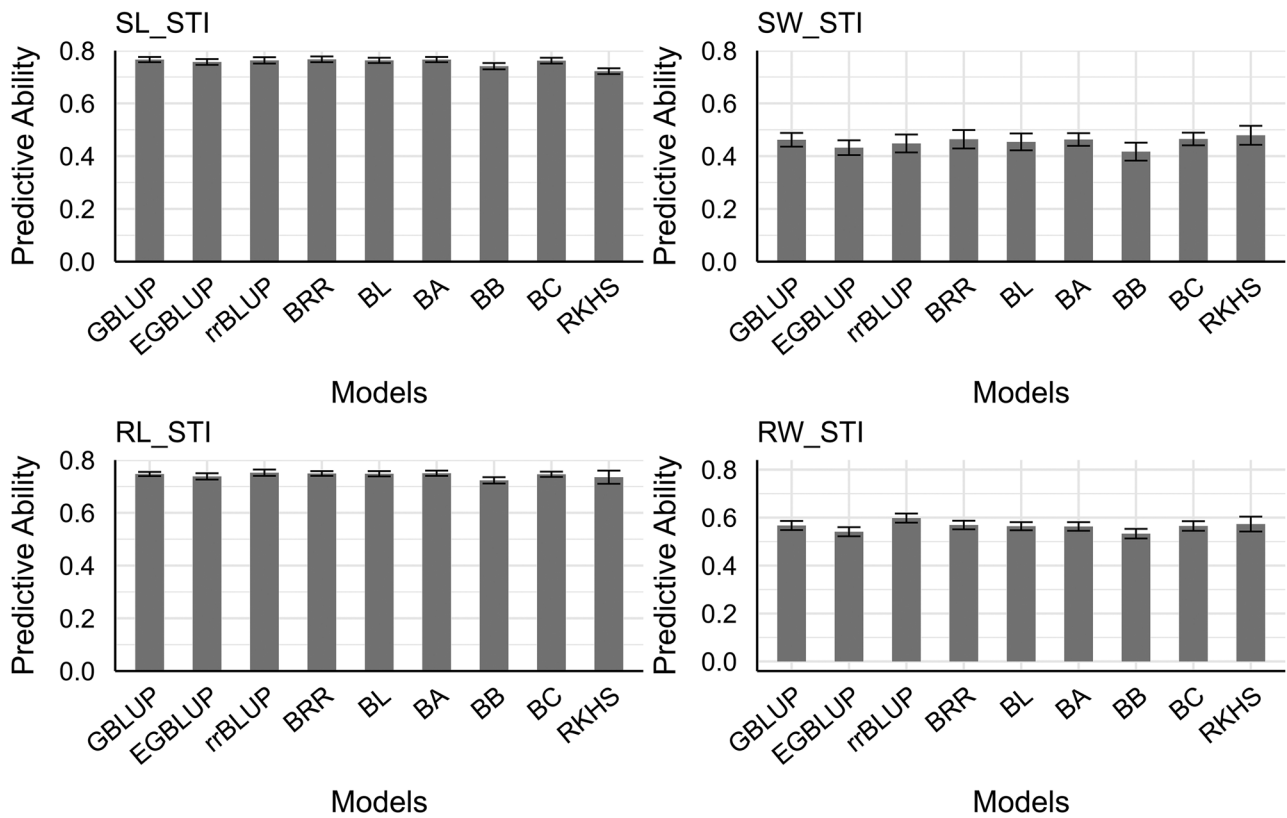 SL_STI
Predictive Ability
0.8
0.6
0.4
0.2
0.0
GBLUP
EGBLUP
rrBLUP
BRR
BL
BA
BB
BC
RKHS
Models
SW_STI
Predictive Ability
0.8
0.6
0.4
0.2
0.0
GBLUP
EGBLUP
rrBLUP
BRR
BL
BA
BB
BC
RKHS
Models
RL_STI
Predictive Ability
0.8
0.6
0.4
0.2
0.0
GBLUP
EGBLUP
rrBLUP
BRR
BL
BA
BB
BC
RKHS
Models
RW_STI
Predictive Ability
0.8
0.6
0.4
0.2
0.0
GBLUP
EGBLUP
rrBLUP
BRR
BL
BA
BB
BC
RKHS
Models